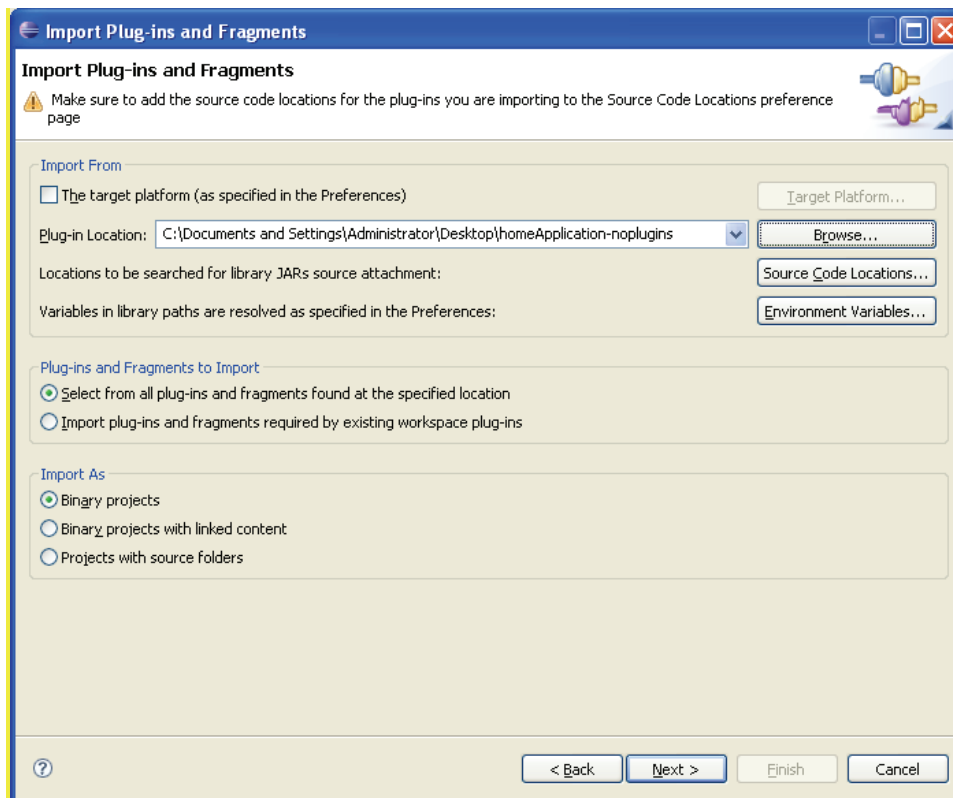 Import Plug-ins and Fragments
Import Plug-ins and Fragments
Make sure to add the source code locations for the plug-ins you are importing to the Source Code Locations preference
page
Import From
The target platform (as specified in the Preferences)
Target Platform...
Plug-in Location:
C:\Documents and Settings\Administrator\Desktop\homeApplication-noplugins
Browse...
Locations to be searched for library JARs source attachment:
Source Code Locations...
Variables in library paths are resolved as specified in the Preferences:
Environment Variables...
Plug-ins and Fragments to Import
Select from all plug-ins and fragments found at the specified location
Import plug-ins and fragments required by existing workspace plug-ins
Import As
Binary projects
Binary projects with linked content
Projects with source folders
?
< Back
Next >
Finish
Cancel